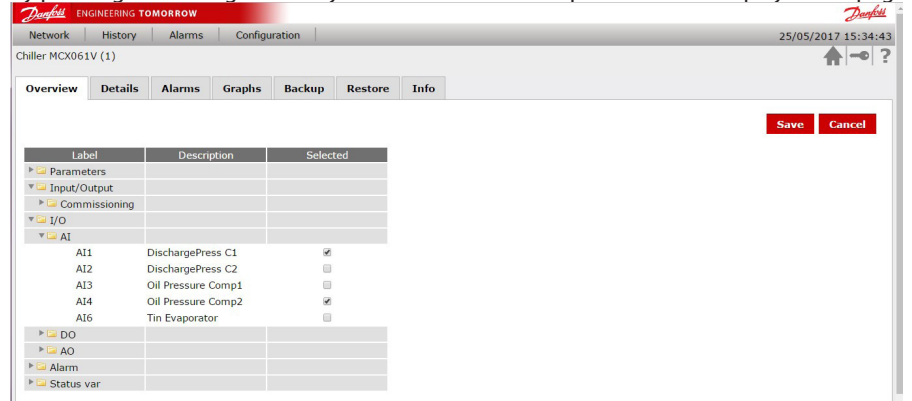 Danfoss ENGINEERING TOMORROW Danfoss
Network History Alarms Configuration 25/05/2017 15:34:43
Chiller MCX061V (1) ?
Overview Details Alarms Graphs Backup Restore Info
Save Cancel
Label Description Selected
Parameters
Input/Output
Commissioning
I/O
AI
AI1 DischargePress C1
AI2 DischargePress C2
AI3 Oil Pressure Comp1
AI4 Oil Pressure Comp2
AI6 Tin Evaporator
DO
AO
Alarm
Status var